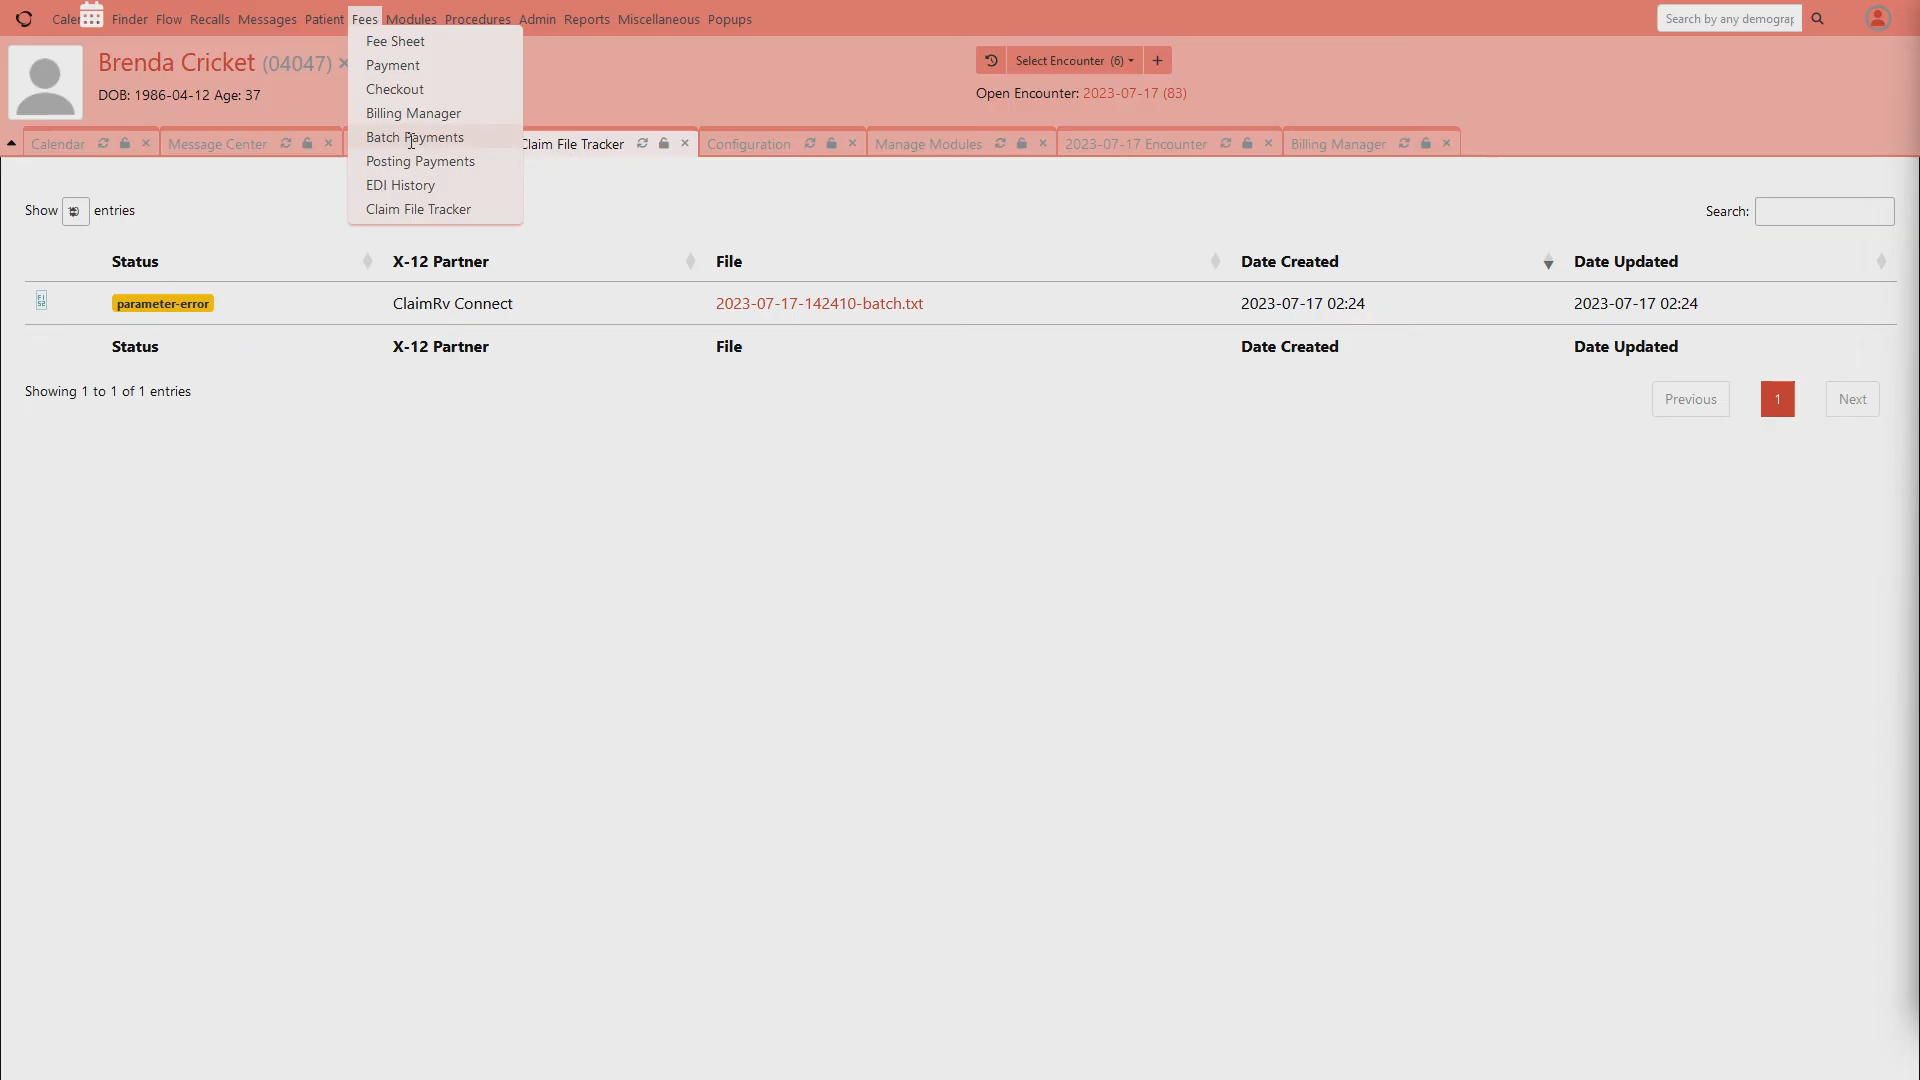 Finder Flow Recalls Messages Patient Fees Modules Procedures Admin Reports Miscellaneous Popups
Search by any demograp
Fee Sheet
Payment
Checkout
Billing Manager
Batch Payments
Posting Payments
EDI History
Claim File Tracker
Brenda Cricket (04047)
DOB: 1986-04-12 Age: 37
Select Encounter (6)
Open Encounter: 2023-07-17 (83)
Calendar
Message Center
Claim File Tracker
Configuration
Manage Modules
2023-07-17 Encounter
Billing Manager
Show entries
Search:
Status X-12 Partner File Date Created Date Updated
parameter-error ClaimRv Connect 2023-07-17-142410-batch.txt 2023-07-17 02:24 2023-07-17 02:24
Status X-12 Partner File Date Created Date Updated
Showing 1 to 1 of 1 entries
Previous 1 Next